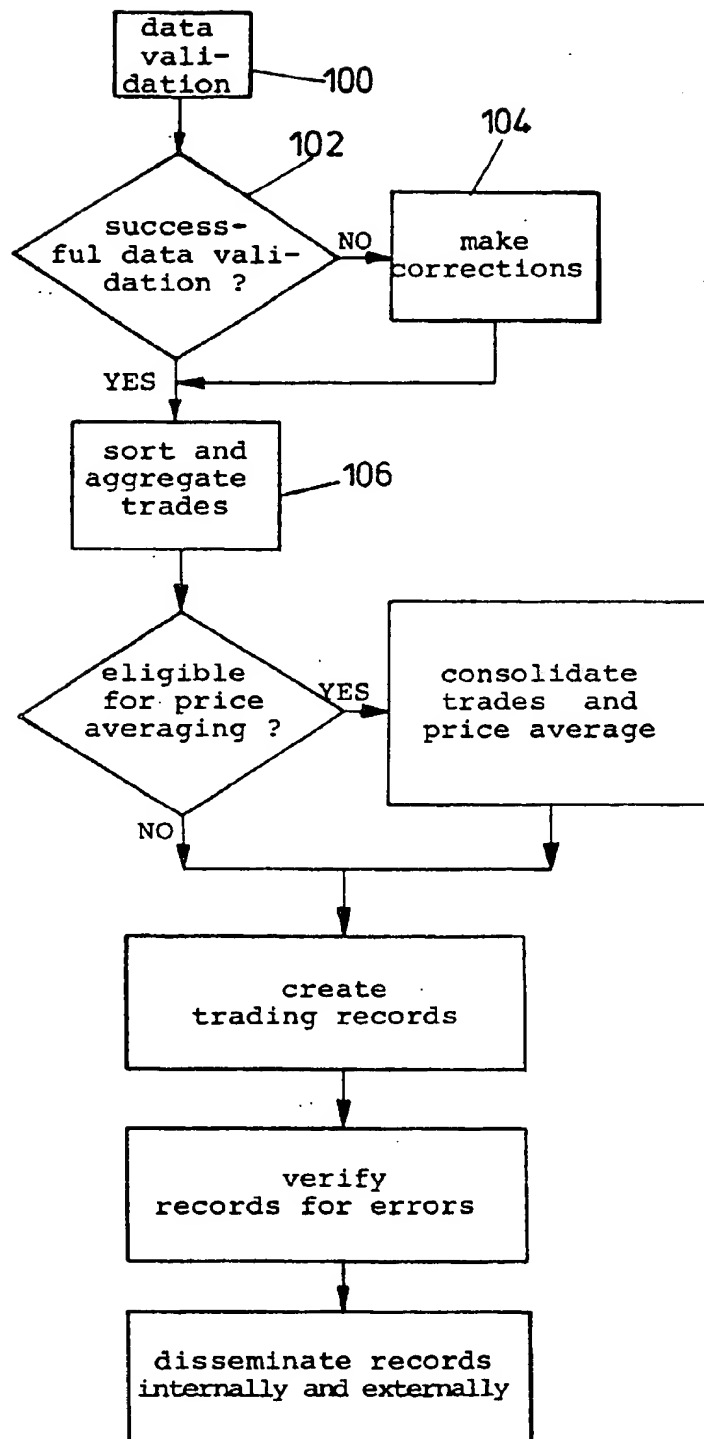 data
vali-
dation
100
102
104
success-
ful data vali-
dation ?
NO
make
corrections
YES
sort and
aggregate
trades
106
eligible
for price
averaging ?
YES
consolidate
trades and
price average
NO
create
trading records
verify
records for errors
disseminate records
internally and externally